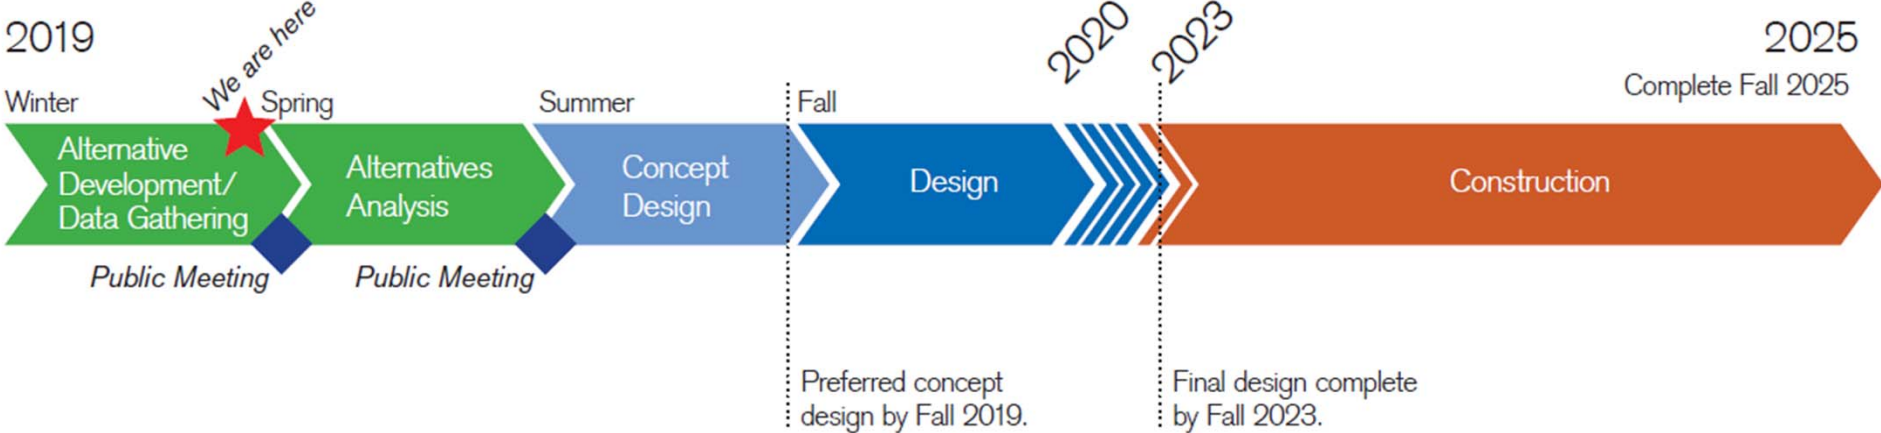 2019
We are here
2020
2023
2025
Complete Fall 2025
Winter
Spring
Summer
Fall
Alternative
Development/
Data Gathering
Alternatives
Analysis
Concept
Design
Design
Construction
Public Meeting
Public Meeting
Preferred concept
design by Fall 2019.
Final design complete
by Fall 2023.